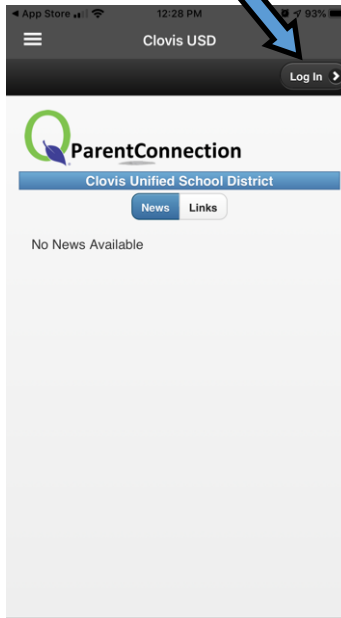 App Store 12:28 PM 93%
Clovis USD
Log In
Q ParentConnection
Clovis Unified School District
News Links
No News Available